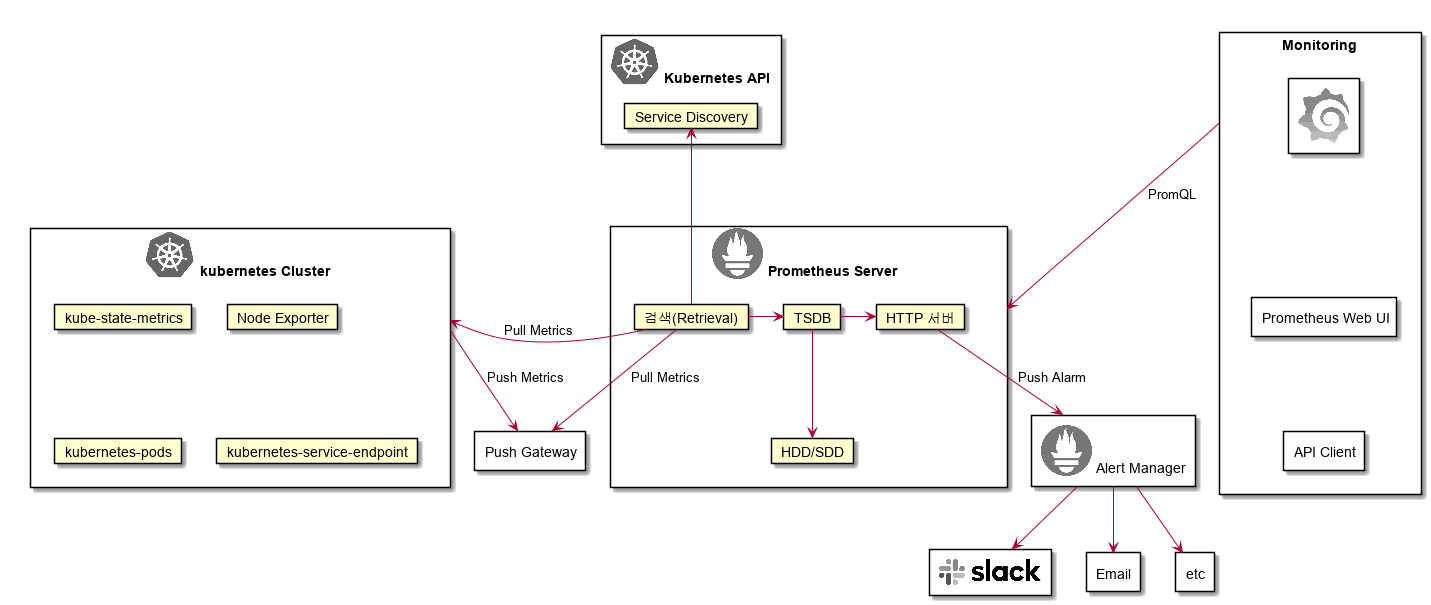 Kubernetes API
Service Discovery
Monitoring
PromQL
kubernetes Cluster
kube-state-metrics
Node Exporter
kubernetes-pods
kubernetes-service-endpoint
Pull Metrics
Push Metrics
Pull Metrics
Push Gateway
Prometheus Server
검색(Retrieval)
TSDB
HTTP 서버
HDD/SDD
Push Alarm
Alert Manager
slack
Email
etc
Prometheus Web UI
API Client